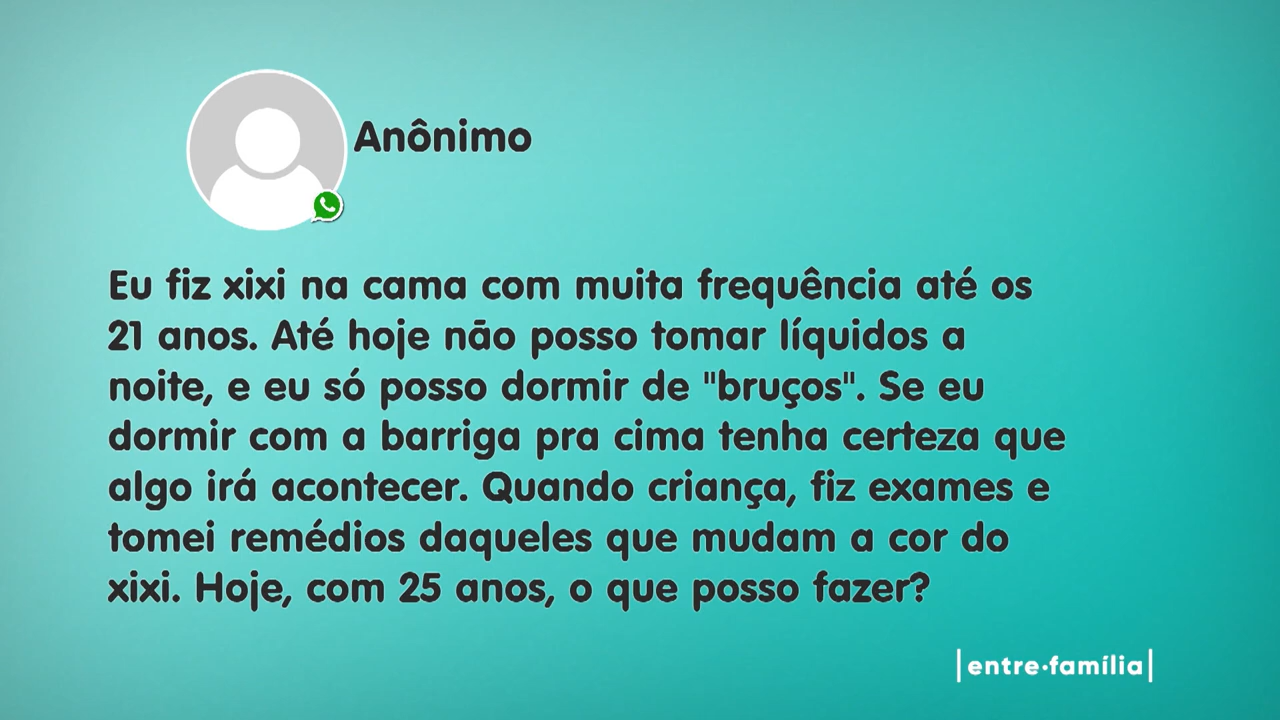 Anônimo
Eu fiz xixi na cama com muita frequência até os
21 anos. Até hoje não posso tomar líquidos a
noite, e eu só posso dormir de "bruços". Se eu
dormir com a barriga pra cima tenha certeza que
algo irá acontecer. Quando criança, fiz exames e
tomei remédios daqueles que mudam a cor do
xixi. Hoje, com 25 anos, o que posso fazer?
|entre·família|